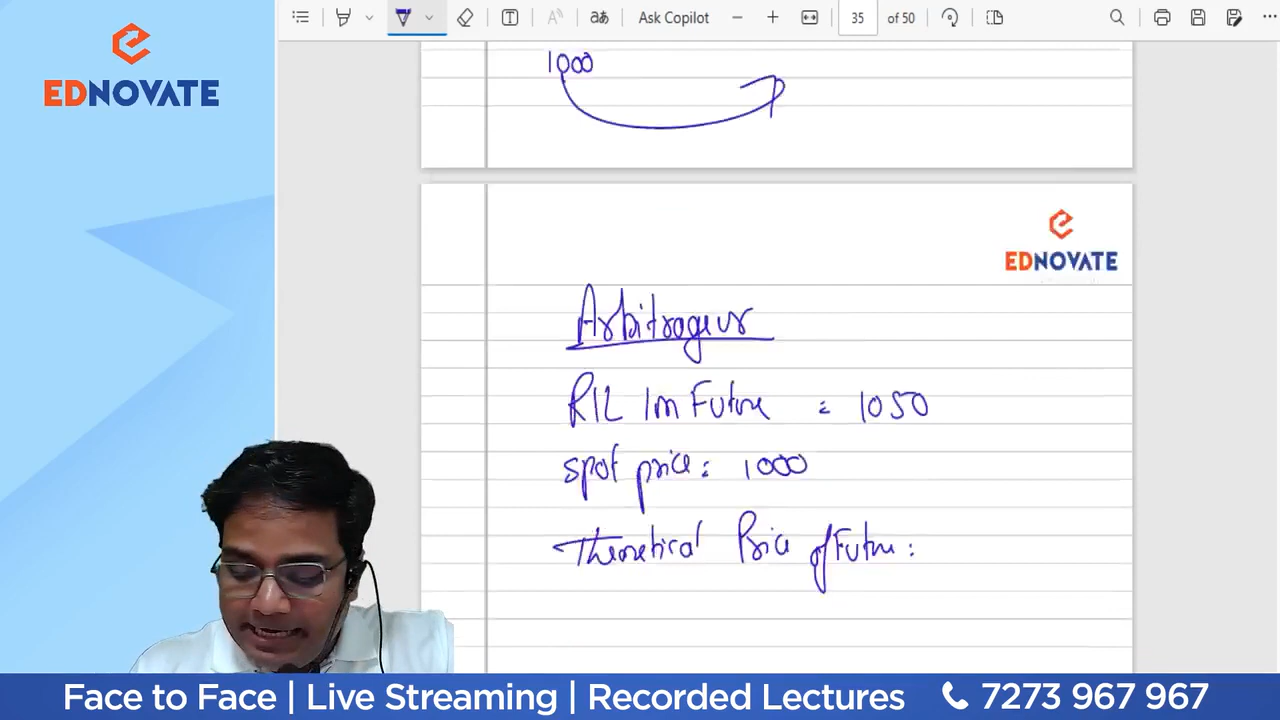 Ask Copilot
35 of 50
EDNOVATE
1000
EDNOVATE
Arbitrageur
RIL 1m Future = 1050
Spot price : 1000
Theoretical Price of Future :
Face to Face | Live Streaming | Recorded Lectures 7273 967 967